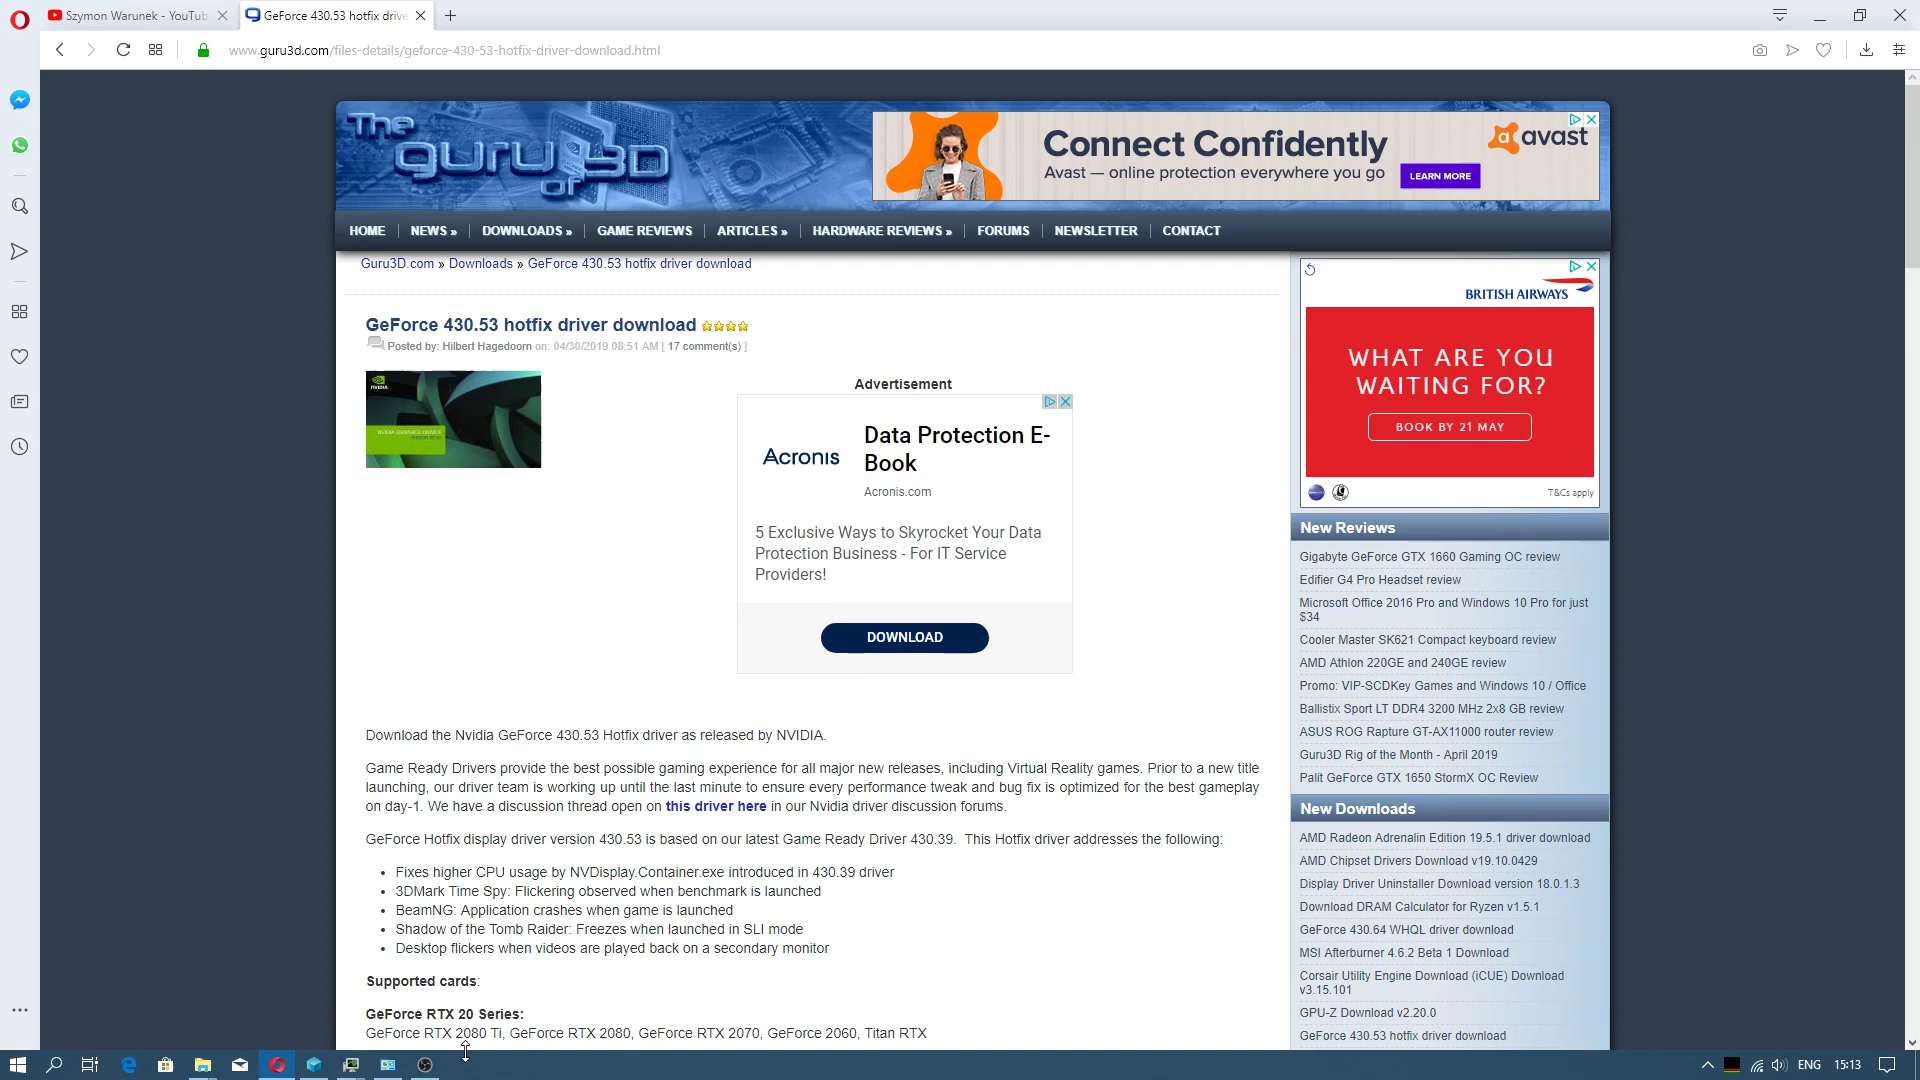 Szymon Warunek - YouTub
GeForce 430.53 hotfix drive
www.guru3d.com/files-details/geforce-430-53-hotfix-driver-download.html
The guru of 3D
Connect Confidently
Avast — online protection everywhere you go
LEARN MORE
avast
HOME
NEWS »
DOWNLOADS »
GAME REVIEWS
ARTICLES »
HARDWARE REVIEWS »
FORUMS
NEWSLETTER
CONTACT
Guru3D.com » Downloads » GeForce 430.53 hotfix driver download
GeForce 430.53 hotfix driver download
Posted by: Hilbert Hagedoorn on: 04/30/2019 08:51 AM [ 17 comment(s) ]
NVIDIA
Advertisement
Acronis
Data Protection E-
Book
Acronis.com
5 Exclusive Ways to Skyrocket Your Data
Protection Business - For IT Service
Providers!
DOWNLOAD
Download the Nvidia GeForce 430.53 Hotfix driver as released by NVIDIA.
Game Ready Drivers provide the best possible gaming experience for all major new releases, including Virtual Reality games. Prior to a new title
launching, our driver team is working up until the last minute to ensure every performance tweak and bug fix is optimized for the best gameplay
on day-1. We have a discussion thread open on this driver here in our Nvidia driver discussion forums.
GeForce Hotfix display driver version 430.53 is based on our latest Game Ready Driver 430.39.  This Hotfix driver addresses the following:
• Fixes higher CPU usage by NVDisplay.Container.exe introduced in 430.39 driver
• 3DMark Time Spy: Flickering observed when benchmark is launched
• BeamNG: Application crashes when game is launched
• Shadow of the Tomb Raider: Freezes when launched in SLI mode
• Desktop flickers when videos are played back on a secondary monitor
Supported cards:
GeForce RTX 20 Series:
GeForce RTX 2080 Ti, GeForce RTX 2080, GeForce RTX 2070, GeForce 2060, Titan RTX
BRITISH AIRWAYS
WHAT ARE YOU
WAITING FOR?
BOOK BY 21 MAY
T&Cs apply
New Reviews
Gigabyte GeForce GTX 1660 Gaming OC review
Edifier G4 Pro Headset review
Microsoft Office 2016 Pro and Windows 10 Pro for just
$34
Cooler Master SK621 Compact keyboard review
AMD Athlon 220GE and 240GE review
Promo: VIP-SCDKey Games and Windows 10 / Office
Ballistix Sport LT DDR4 3200 MHz 2x8 GB review
ASUS ROG Rapture GT-AX11000 router review
Guru3D Rig of the Month - April 2019
Palit GeForce GTX 1650 StormX OC Review
New Downloads
AMD Radeon Adrenalin Edition 19.5.1 driver download
AMD Chipset Drivers Download v19.10.0429
Display Driver Uninstaller Download version 18.0.1.3
Download DRAM Calculator for Ryzen v1.5.1
GeForce 430.64 WHQL driver download
MSI Afterburner 4.6.2 Beta 1 Download
Corsair Utility Engine Download (iCUE) Download
v3.15.101
GPU-Z Download v2.20.0
GeForce 430.53 hotfix driver download
ENG
15:13